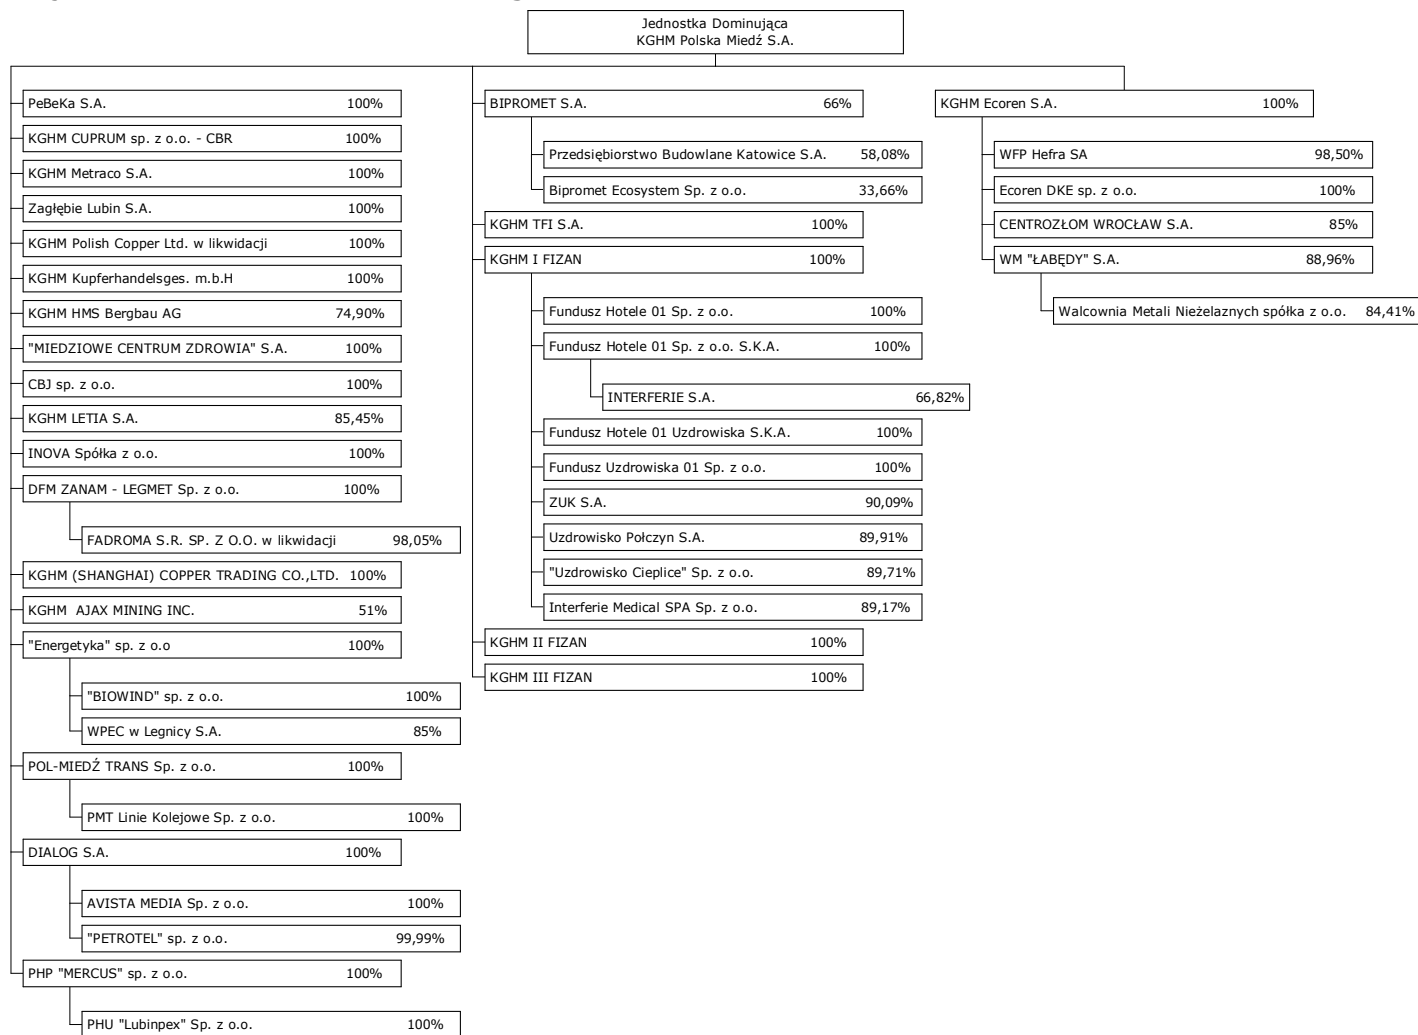 Jednostka Dominująca
KGHM Polska Miedź S.A.
PeBeKa S.A. 100%
KGHM CUPRUM sp. z o.o. - CBR 100%
KGHM Metraco S.A. 100%
Zagłębie Lubin S.A. 100%
KGHM Polish Copper Ltd. w likwidacji 100%
KGHM Kupferhandelsges. m.b.H 100%
KGHM HMS Bergbau AG 74,90%
"MIEDZIOWE CENTRUM ZDROWIA" S.A. 100%
CBJ sp. z o.o. 100%
KGHM LETIA S.A. 85,45%
INOVA Spółka z o.o. 100%
DFM ZANAM - LEGMET Sp. z o.o. 100%
FADROMA S.R. SP. Z O.O. w likwidacji 98,05%
KGHM (SHANGHAI) COPPER TRADING CO.,LTD. 100%
KGHM AJAX MINING INC. 51%
"Energetyka" sp. z o.o 100%
"BIOWIND" sp. z o.o. 100%
WPEC w Legnicy S.A. 85%
POL-MIEDŹ TRANS Sp. z o.o. 100%
PMT Linie Kolejowe Sp. z o.o. 100%
DIALOG S.A. 100%
AVISTA MEDIA Sp. z o.o. 100%
"PETROTEL" sp. z o.o. 99,99%
PHP "MERCUS" sp. z o.o. 100%
PHU "Lubinpex" Sp. z o.o. 100%
BIPROMET S.A. 66%
Przedsiębiorstwo Budowlane Katowice S.A. 58,08%
Bipromet Ecosystem Sp. z o.o. 33,66%
KGHM TFI S.A. 100%
KGHM I FIZAN 100%
Fundusz Hotele 01 Sp. z o.o. 100%
Fundusz Hotele 01 Sp. z o.o. S.K.A. 100%
INTERFERIE S.A. 66,82%
Fundusz Hotele 01 Uzdrowiska S.K.A. 100%
Fundusz Uzdrowiska 01 Sp. z o.o. 100%
ZUK S.A. 90,09%
Uzdrowisko Połczyn S.A. 89,91%
"Uzdrowisko Cieplice" Sp. z o.o. 89,71%
Interferie Medical SPA Sp. z o.o. 89,17%
KGHM II FIZAN 100%
KGHM III FIZAN 100%
KGHM Ecoren S.A. 100%
WFP Hefra SA 98,50%
Ecoren DKE sp. z o.o. 100%
CENTROZŁOM WROCŁAW S.A. 85%
WM "ŁABĘDY" S.A. 88,96%
Walcownia Metali Nieżelaznych spółka z o.o. 84,41%